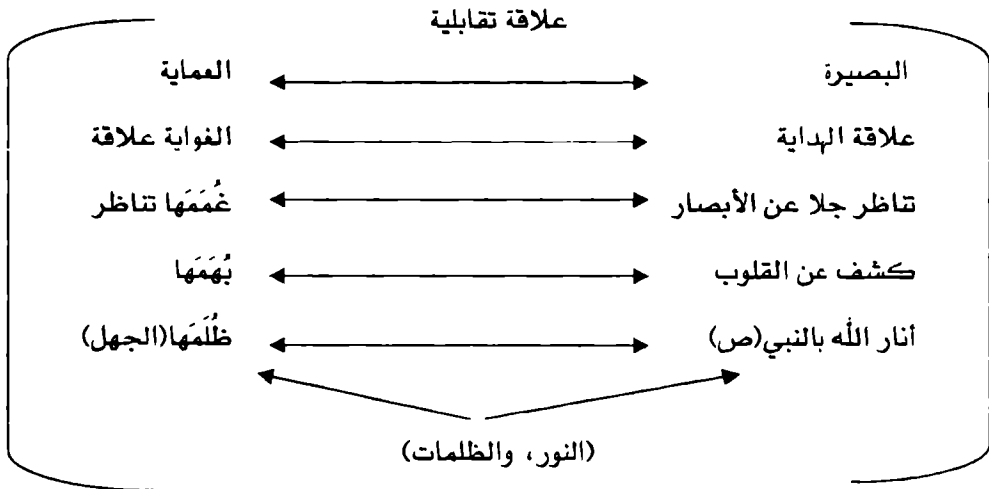 علاقة تقابلية
البصيرة العماية
علاقة الهداية الغواية علاقة
تناظر جلا عن الأبصار غُمَمَها تناظر
كشف عن القلوب بُهَمَها
أنار الله بالنبي(ص) ظُلَمَها(الجهل)
(النور، والظلمات)